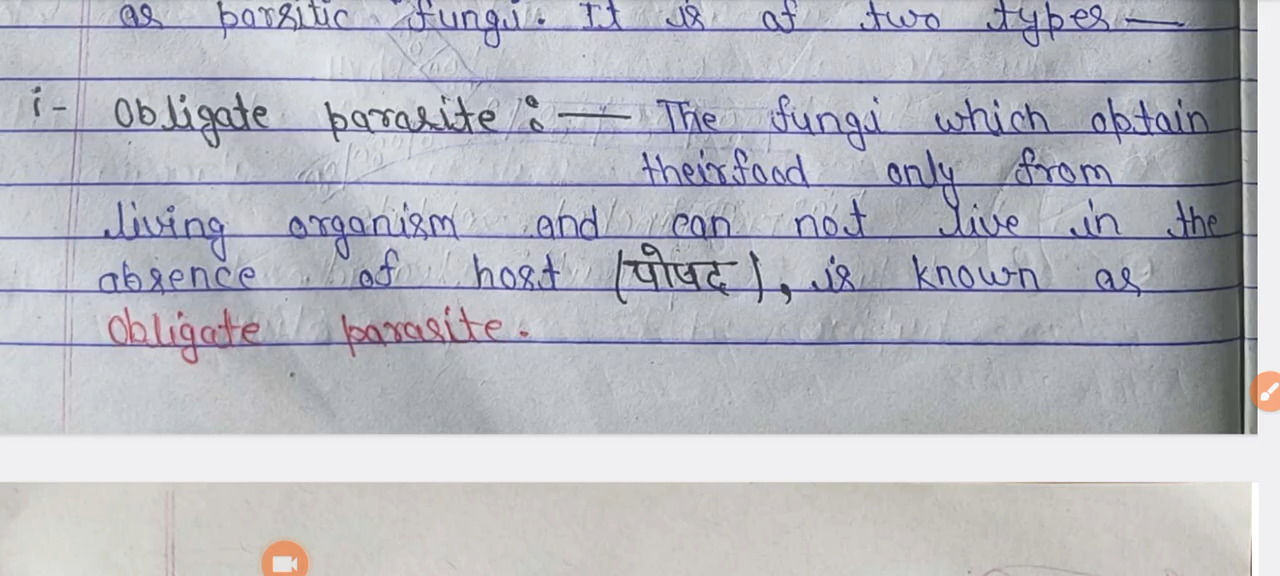 as parsitic fungi. It is of two types —
i- Obligate parasite :— The fungi which obtain
their food only from
living organism and can not live in the
absence of host (पोषद), is known as
Obligate parasite.